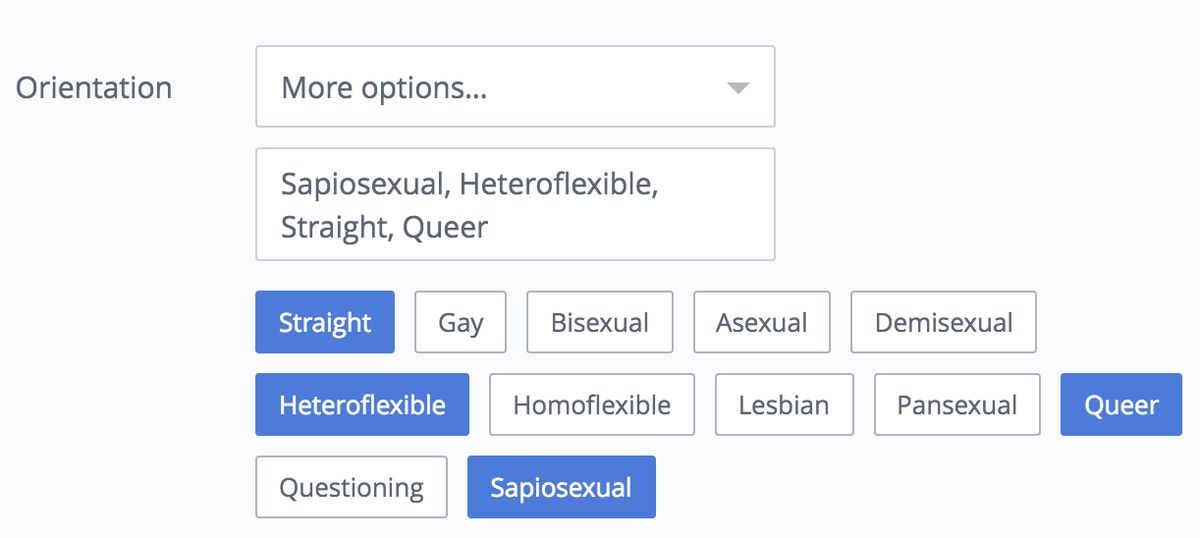 Orientation
More options...
Sapiosexual, Heteroflexible,
Straight, Queer
Straight Gay Bisexual Asexual Demisexual
Heteroflexible Homoflexible Lesbian Pansexual Queer
Questioning Sapiosexual